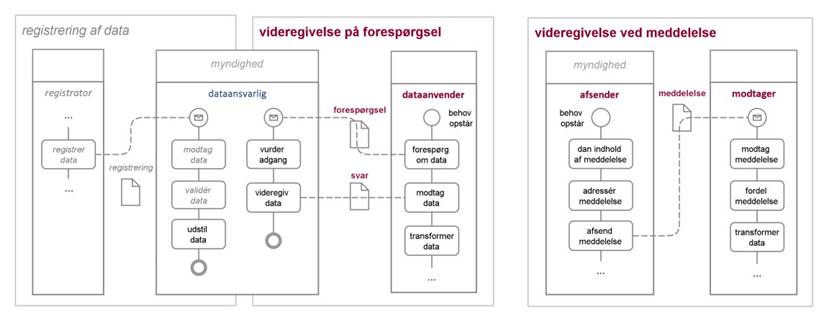 registrering af data
registrator
...
registrer
data
...
registrering
myndighed
dataansvarlig
modtag
data
validér
data
udstil
data
vurder
adgang
videregiv
data
videregivelse på forespørgsel
forespørgsel
svar
dataanvender
behov
opstår
forespørg
om data
modtag
data
transformer
data
...
videregivelse ved meddelelse
myndighed
afsender
behov
opstår
dan indhold
af meddelelse
adressér
meddelelse
afsend
meddelelse
...
meddelelse
modtager
modtag
meddelelse
fordel
meddelelse
transformer
data
...